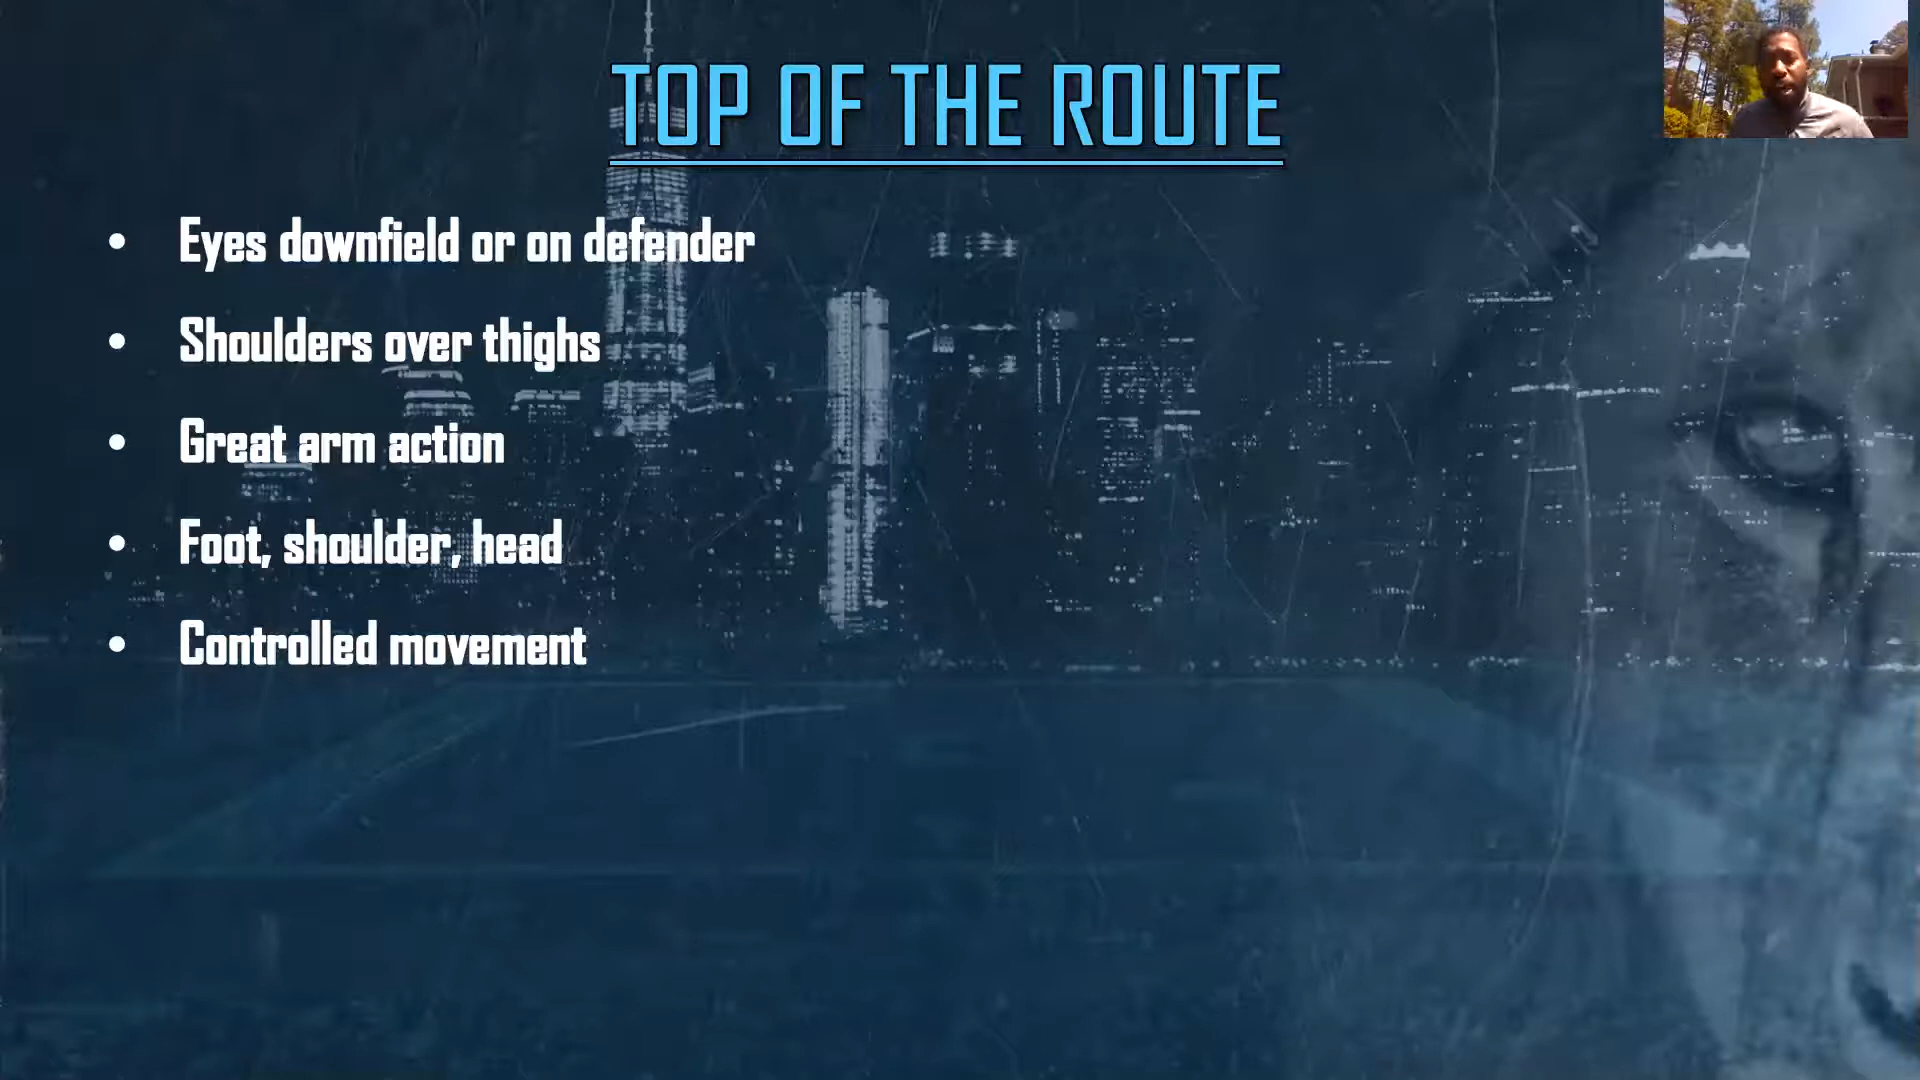 TOP OF THE ROUTE
• Eyes downfield or on defender
• Shoulders over thighs
• Great arm action
• Foot, shoulder, head
• Controlled movement